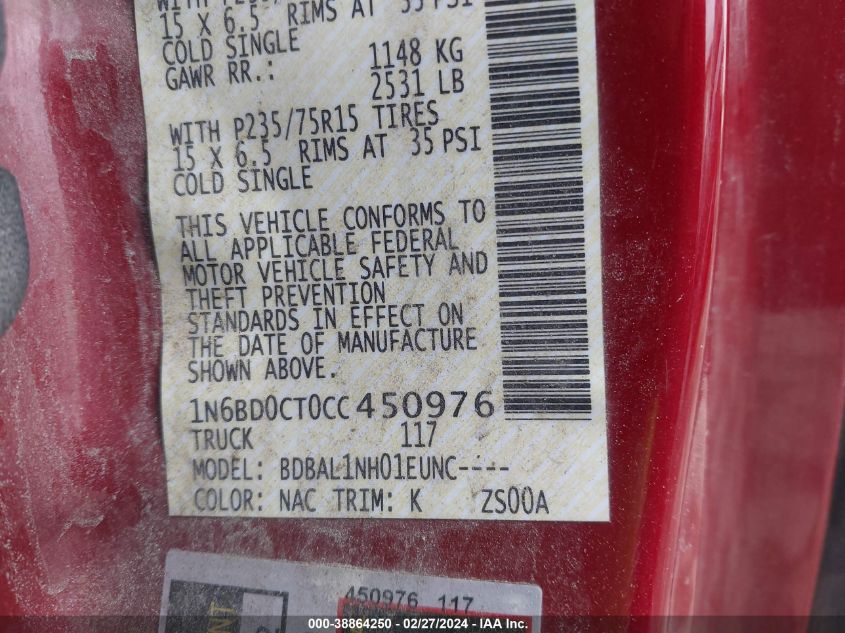 WITH
15 X 6.5 RIMS AT 35 PSI
COLD SINGLE
GAWR RR.: 1148 KG
2531 LB
WITH P235/75R15 TIRES
15 X 6.5 RIMS AT 35 PSI
COLD SINGLE
THIS VEHICLE CONFORMS TO
ALL APPLICABLE FEDERAL
MOTOR VEHICLE SAFETY AND
THEFT PREVENTION
STANDARDS IN EFFECT ON
THE DATE OF MANUFACTURE
SHOWN ABOVE.
1N6BD0CT0CC450976
TRUCK 117
MODEL: BDBAL1NH01EUNC----
COLOR: NAC TRIM: K ZS00A
450976 117
000-38864250 - 02/27/2024 - IAA Inc.